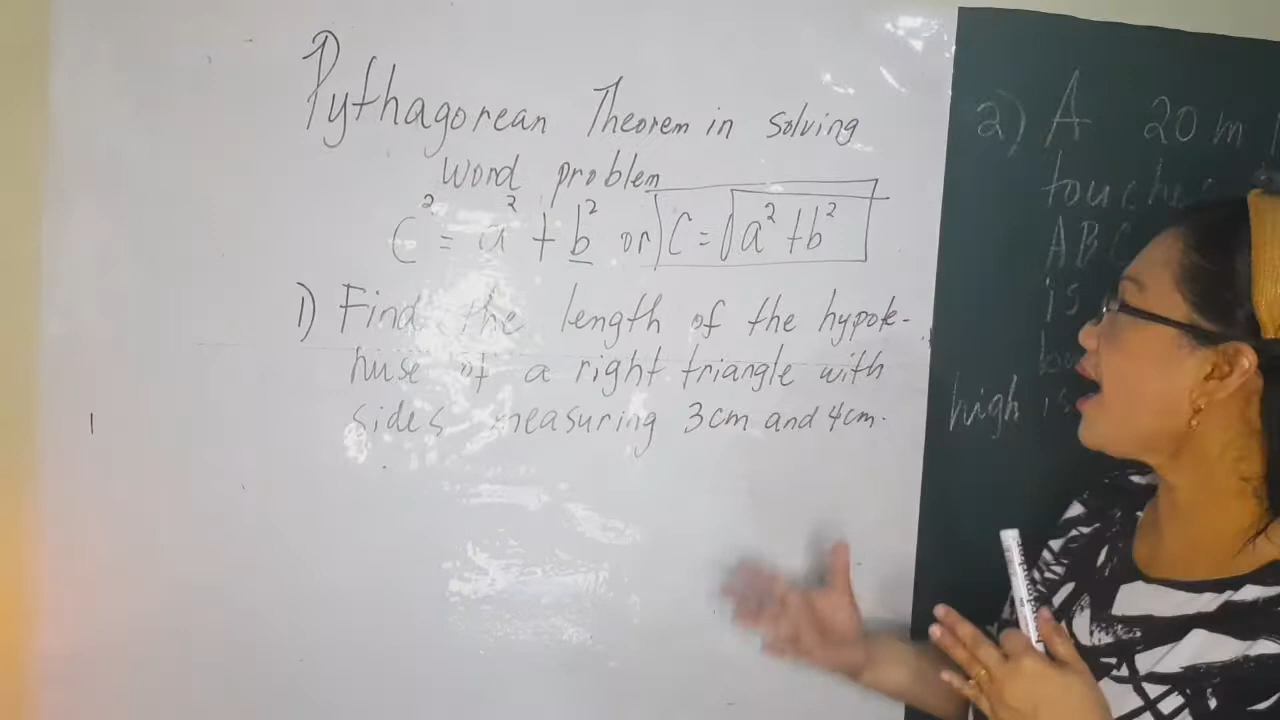 Pythagorean Theorem in solving
word problem
c² = a² + b² or c = √a² + b²
1) Find the length of the hypote-
nuse of a right triangle with
sides measuring 3cm and 4cm.
2) A 20 m
ABC
is
high is